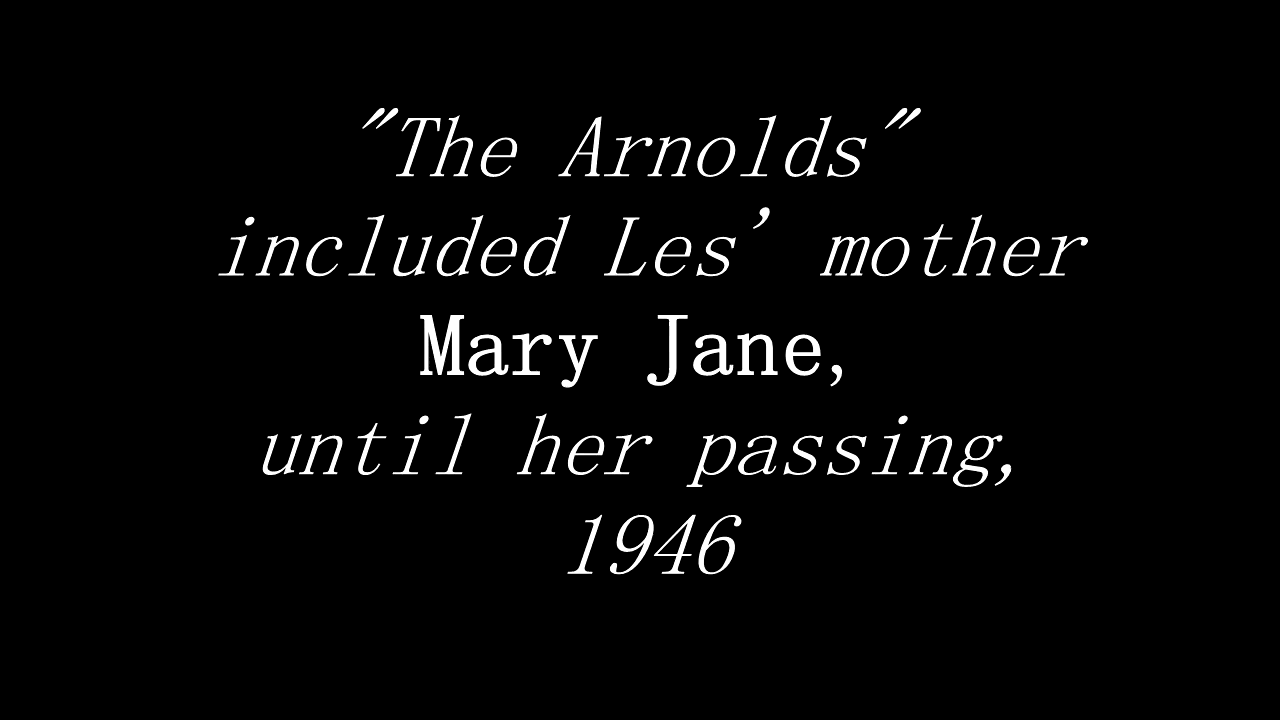 "The Arnolds"
included Les' mother
Mary Jane,
until her passing,
1946